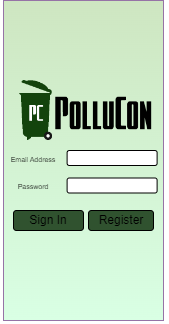 PC POLLUCON
Email Address
Password
Sign In Register